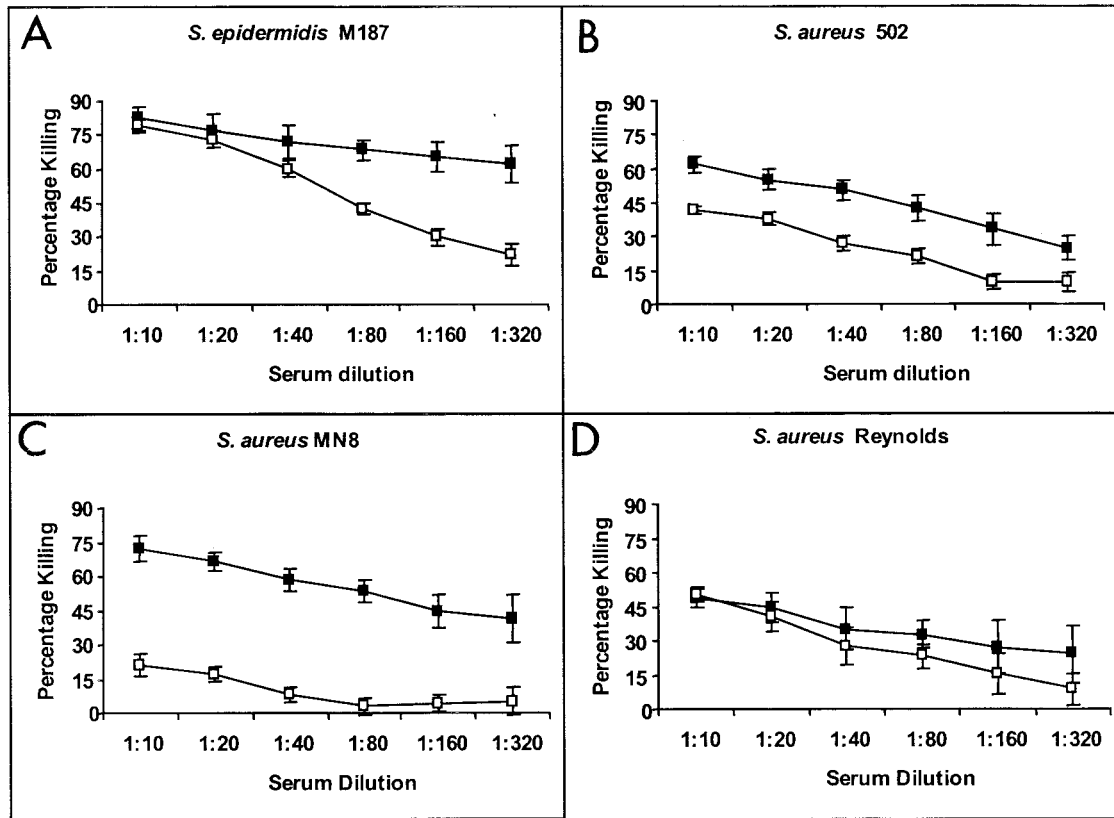 A
S. epidermidis M187
Percentage Killing
90
75
60
45
30
15
0
1:10 1:20 1:40 1:80 1:160 1:320
Serum dilution
B
S. aureus 502
Percentage Killing
90
75
60
45
30
15
0
1:10 1:20 1:40 1:80 1:160 1:320
Serum dilution
C
S. aureus MN8
Percentage Killing
90
75
60
45
30
15
0
1:10 1:20 1:40 1:80 1:160 1:320
Serum Dilution
D
S. aureus Reynolds
Percentage Killing
90
75
60
45
30
15
0
1:10 1:20 1:40 1:80 1:160 1:320
Serum Dilution